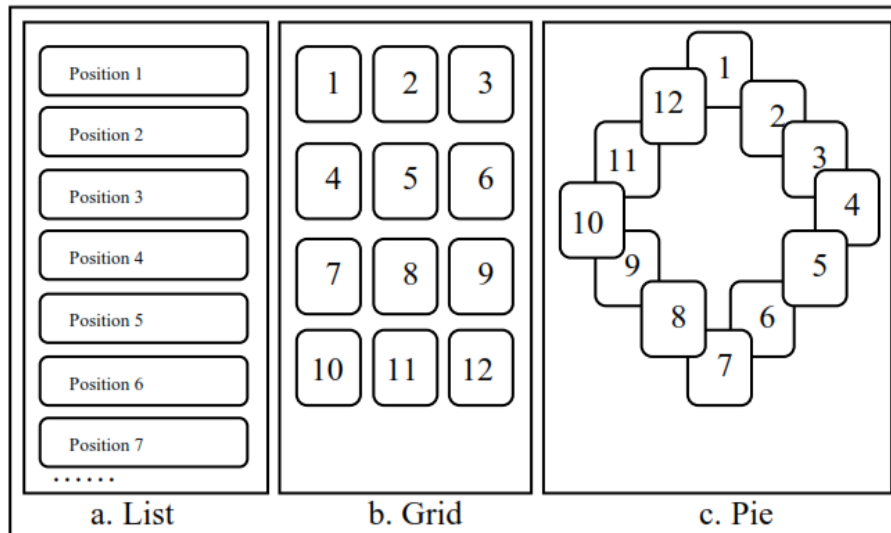 Position 1
Position 2
Position 3
Position 4
Position 5
Position 6
Position 7
......
a. List
1 2 3
4 5 6
7 8 9
10 11 12
b. Grid
1
2
3
4
5
6
7
8
9
10
11
12
c. Pie